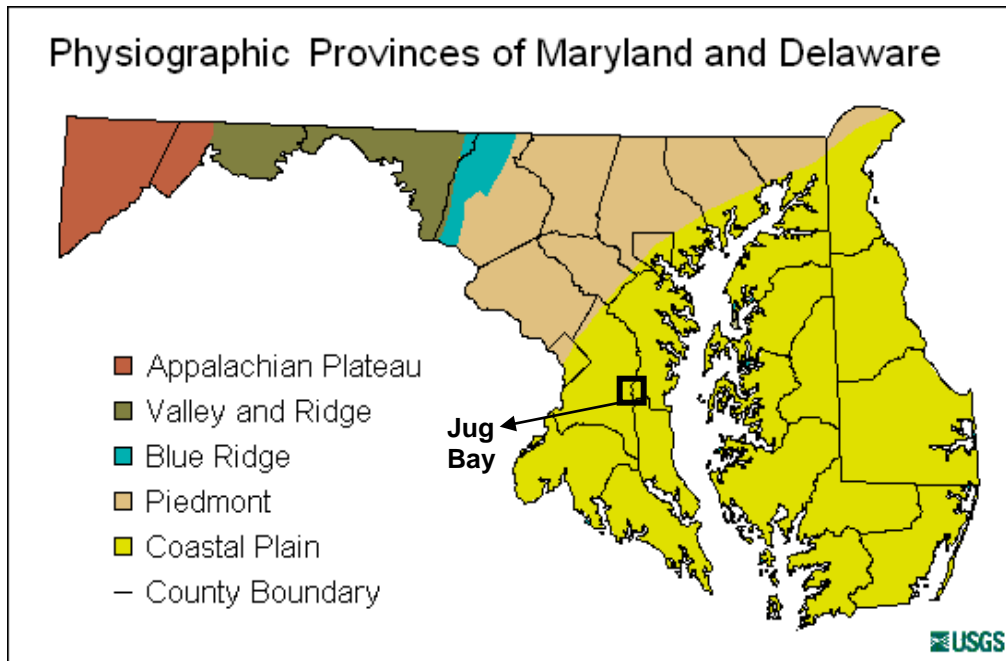 Physiographic Provinces of Maryland and Delaware
Appalachian Plateau
Valley and Ridge
Blue Ridge
Piedmont
Coastal Plain
County Boundary
Jug
Bay
USGS